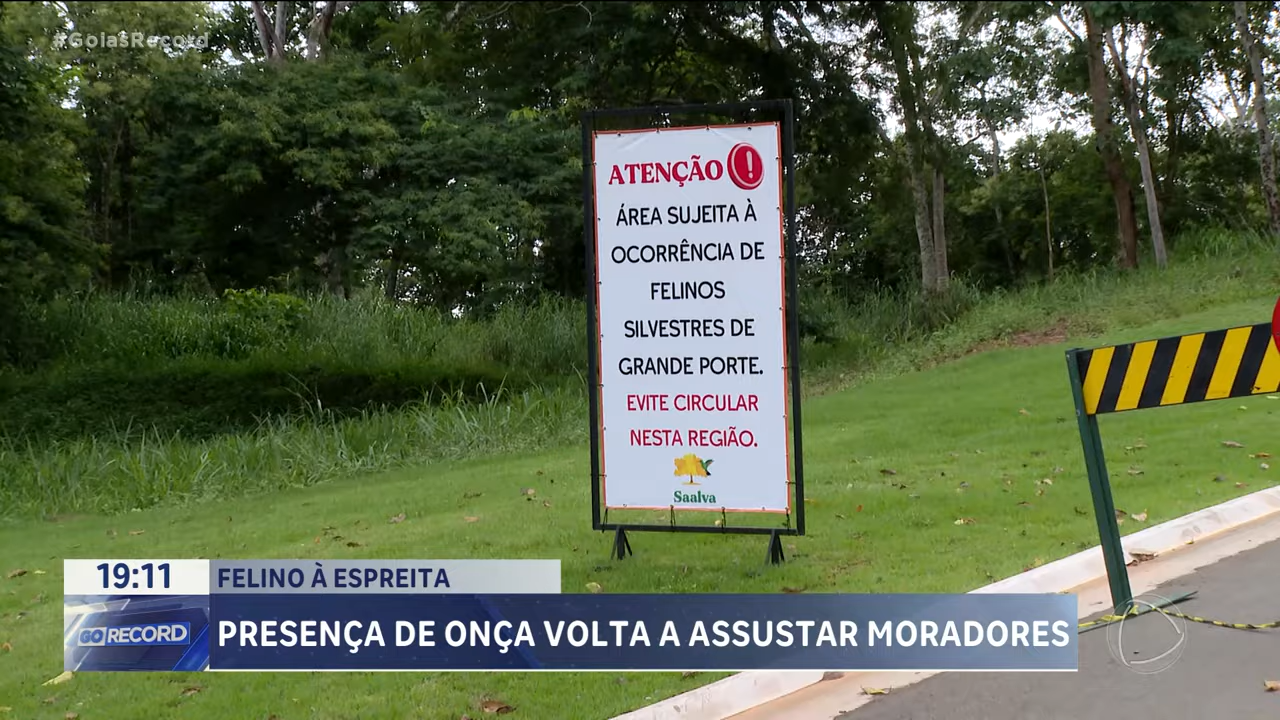 #GoiásRecord
ATENÇÃO !
ÁREA SUJEITA À
OCORRÊNCIA DE
FELINOS
SILVESTRES DE
GRANDE PORTE.
EVITE CIRCULAR
NESTA REGIÃO.
Saalva
19:11 FELINO À ESPREITA
GO RECORD
PRESENÇA DE ONÇA VOLTA A ASSUSTAR MORADORES